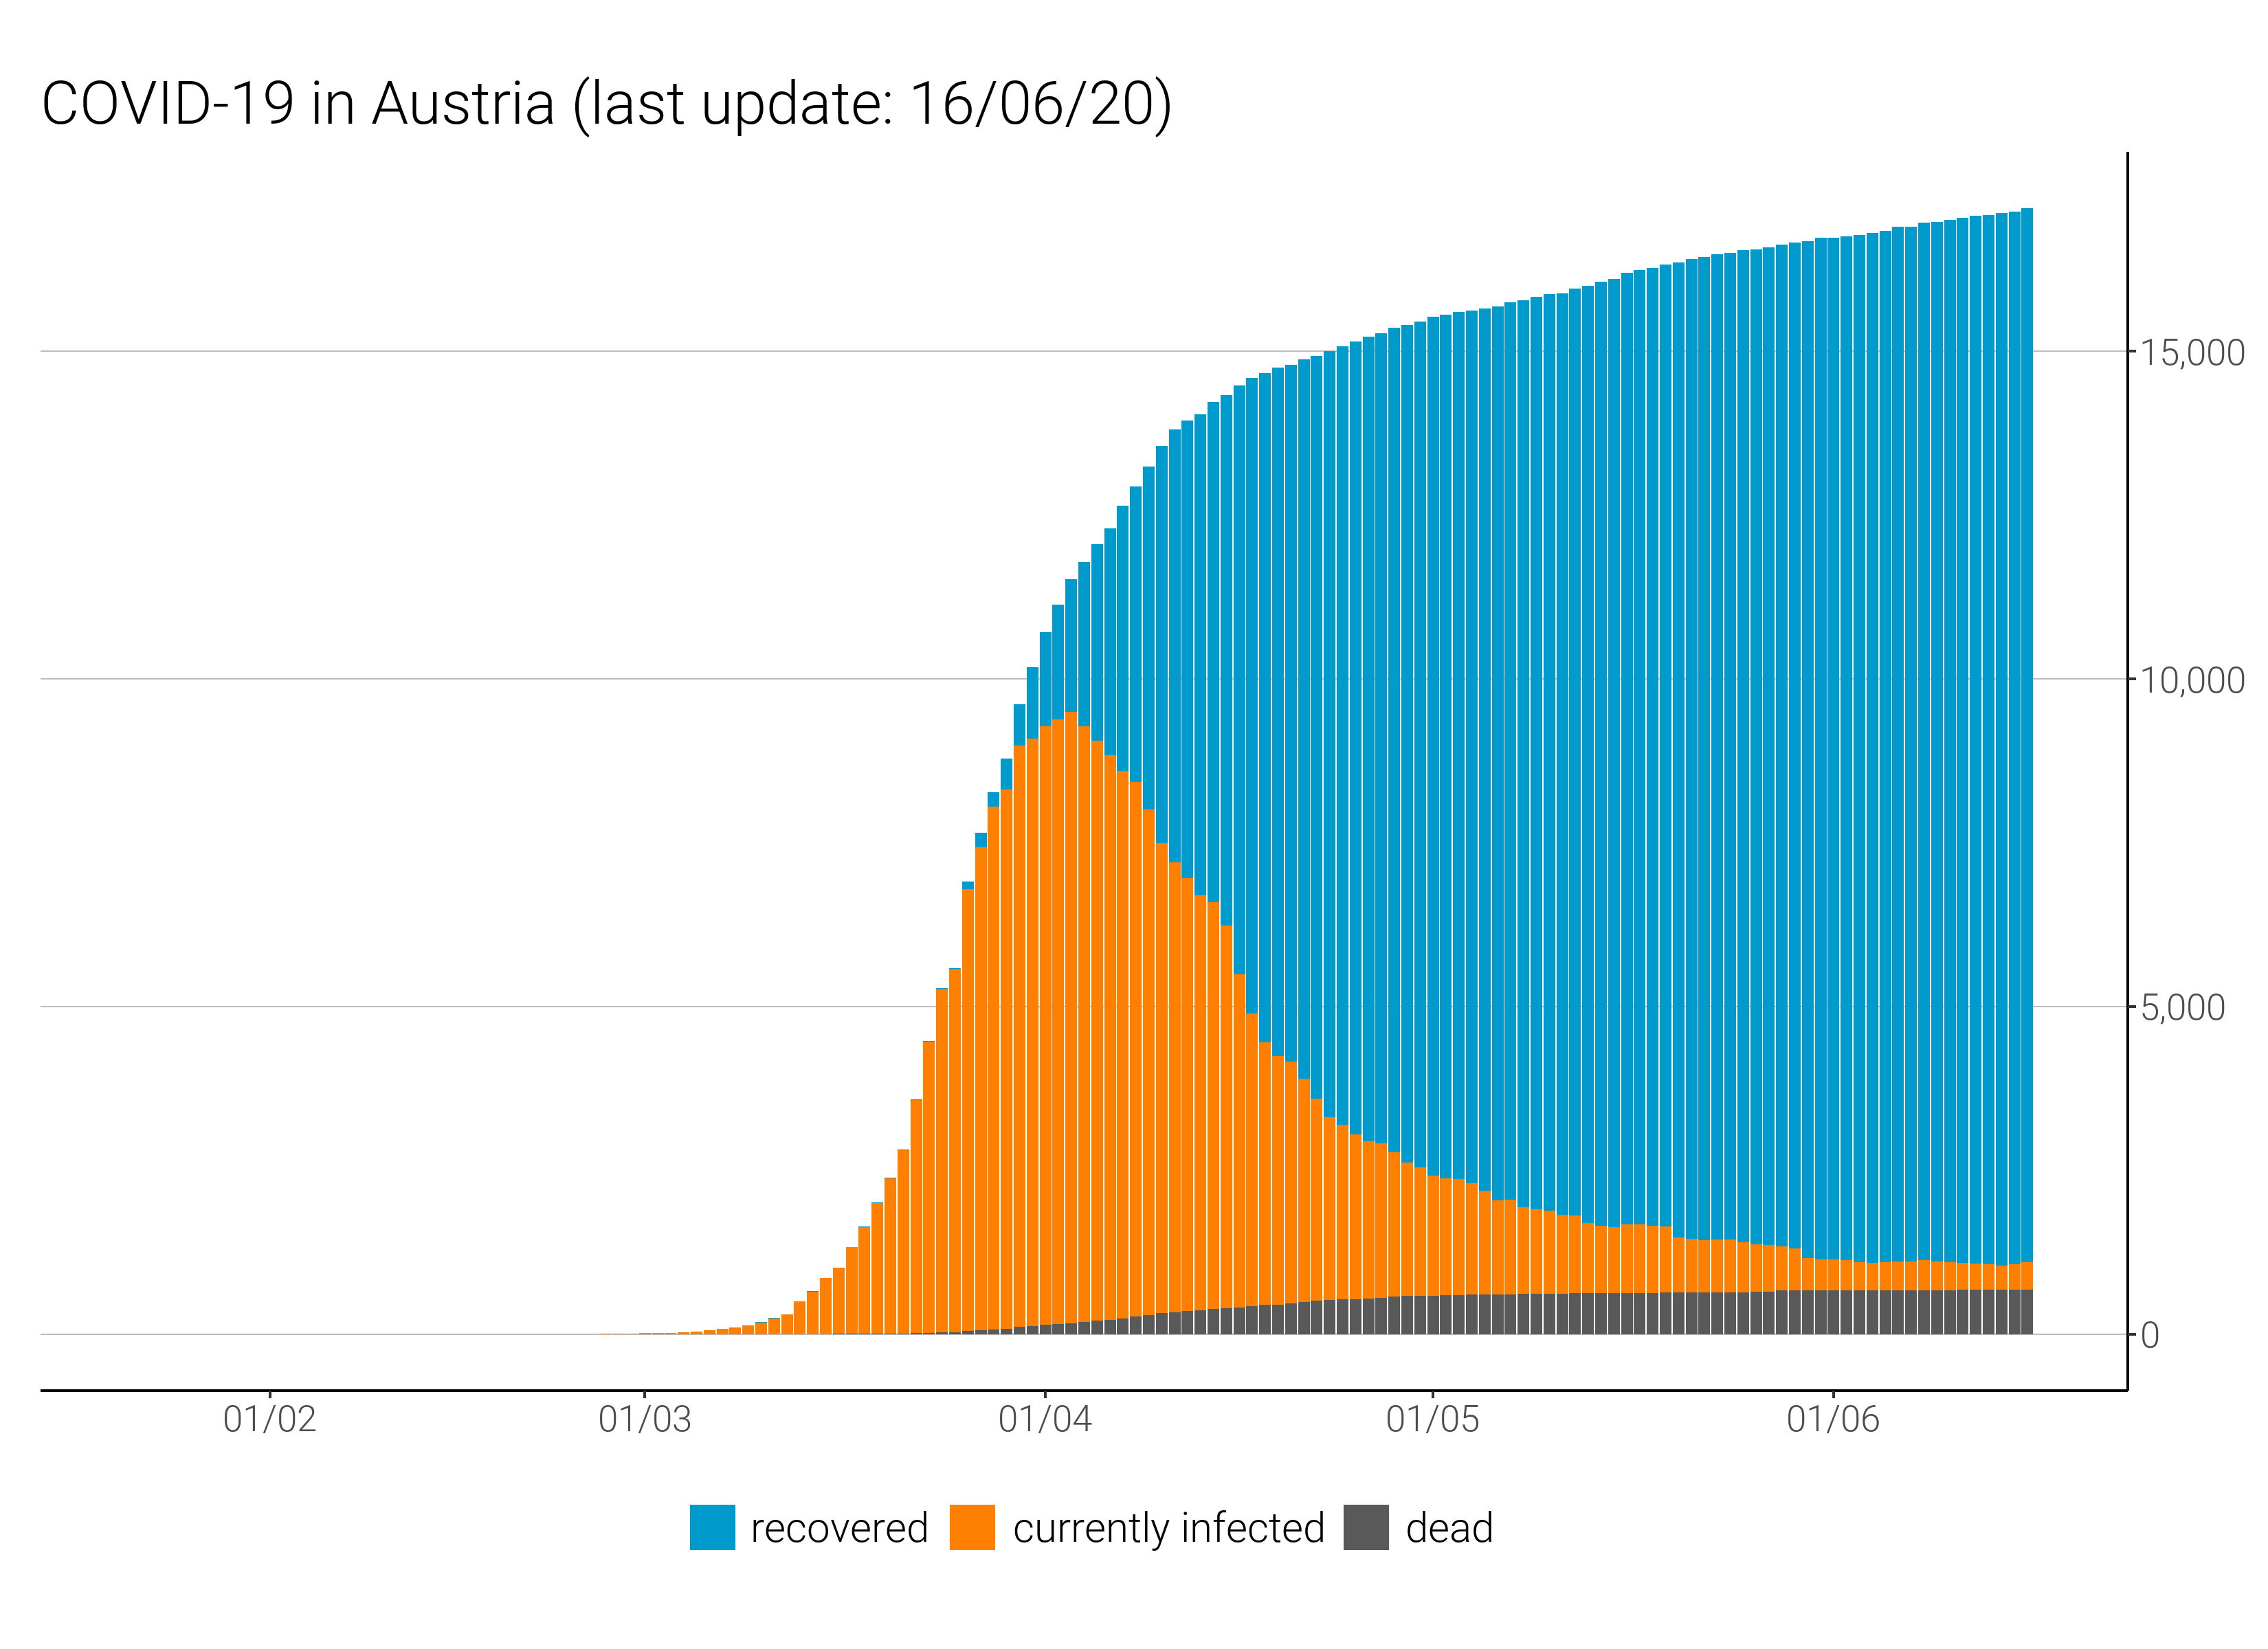 COVID-19 in Austria (last update: 16/06/20)
15,000
10,000
5,000
0
01/02 01/03 01/04 01/05 01/06
recovered currently infected dead